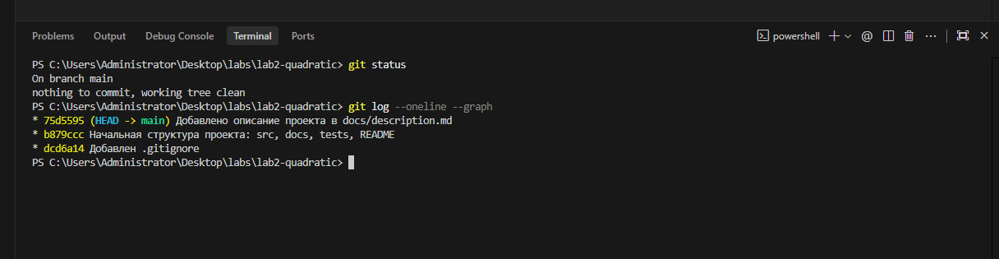 Problems Output Debug Console Terminal Ports powershell
PS C:\Users\Administrator\Desktop\labs\lab2-quadratic> git status
On branch main
nothing to commit, working tree clean
PS C:\Users\Administrator\Desktop\labs\lab2-quadratic> git log --oneline --graph
* 75d5595 (HEAD -> main) Добавлено описание проекта в docs/description.md
* b879ccc Начальная структура проекта: src, docs, tests, README
* dcd6a14 Добавлен .gitignore
PS C:\Users\Administrator\Desktop\labs\lab2-quadratic>